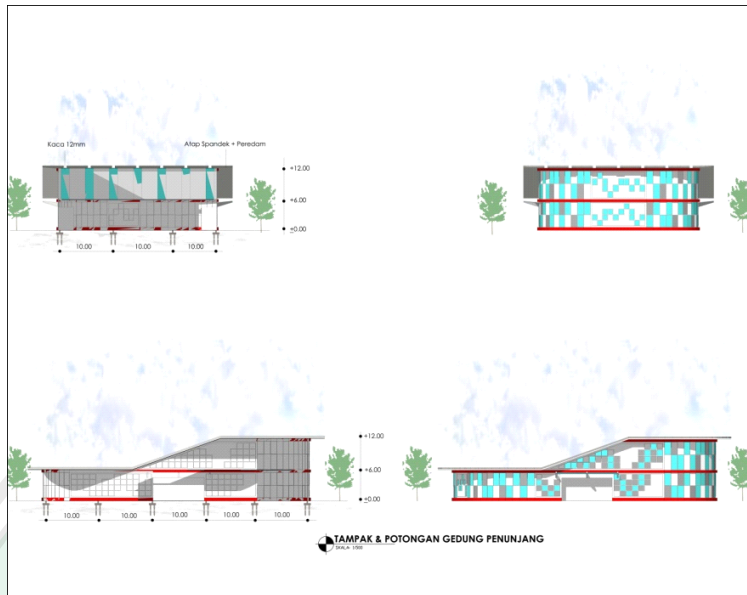 Kaca 12mm
Atap Spandek + Peredam
+12.00
+6.00
+0.00
10.00 10.00 10.00
+12.00
+6.00
+0.00
10.00 10.00 10.00 10.00 10.00
TAMPAK & POTONGAN GEDUNG PENUNJANG